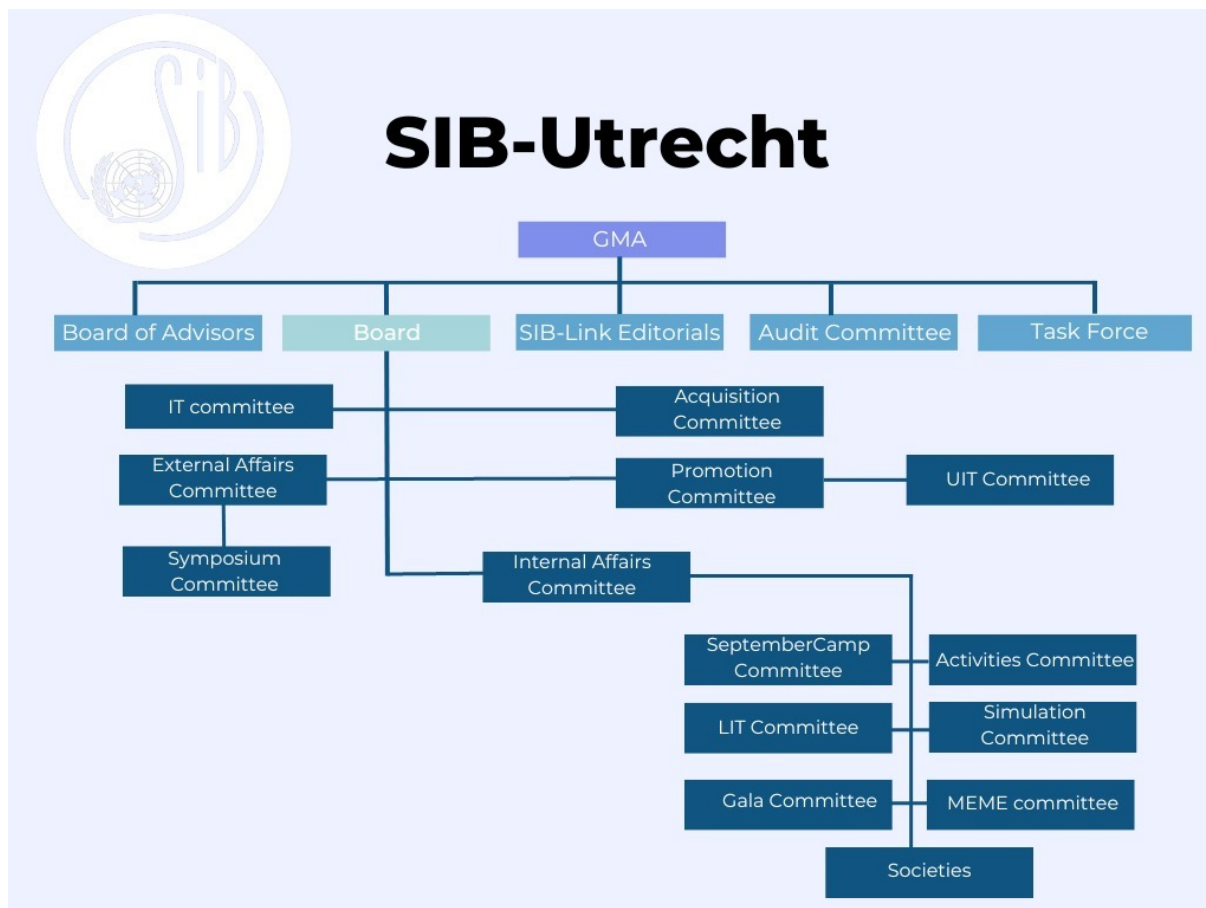 SiB
SIB-Utrecht
GMA
Board of Advisors
Board
SIB-Link Editorials
Audit Committee
Task Force
IT committee
Acquisition
Committee
External Affairs
Committee
Promotion
Committee
UIT Committee
Symposium
Committee
Internal Affairs
Committee
SeptemberCamp
Committee
Activities Committee
LIT Committee
Simulation
Committee
Gala Committee
MEME committee
Societies